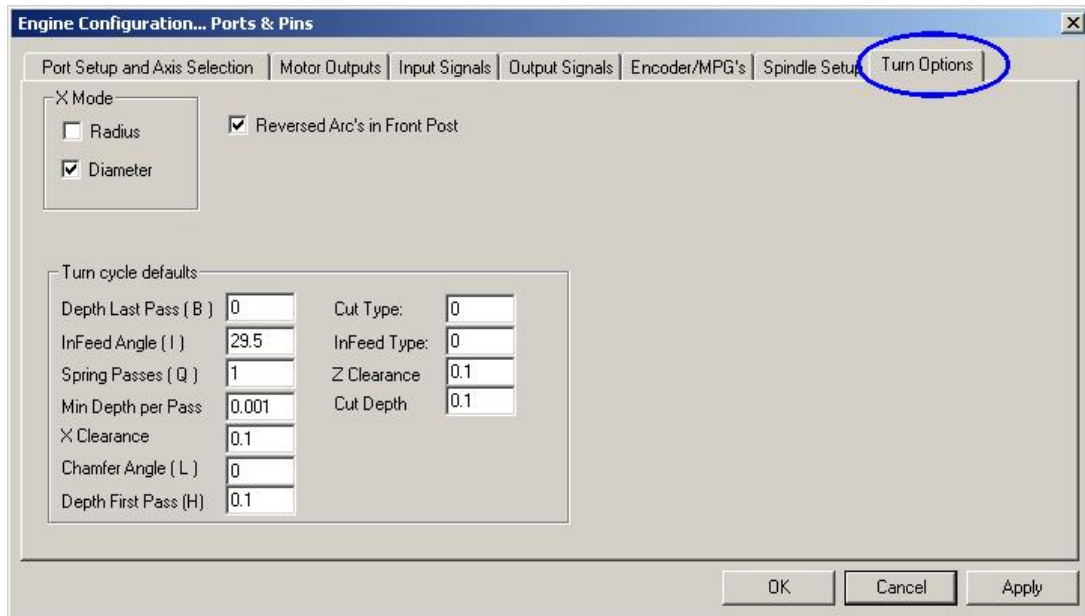 Engine Configuration... Ports & Pins
Port Setup and Axis Selection
Motor Outputs
Input Signals
Output Signals
Encoder/MPG's
Spindle Setup
Turn Options
X Mode
Radius
Diameter
Reversed Arc's in Front Post
Turn cycle defaults
Depth Last Pass ( B ) 0
InFeed Angle ( I ) 29.5
Spring Passes ( Q ) 1
Min Depth per Pass 0.001
X Clearance 0.1
Chamfer Angle ( L ) 0
Depth First Pass (H) 0.1
Cut Type: 0
InFeed Type: 0
Z Clearance 0.1
Cut Depth 0.1
OK
Cancel
Apply